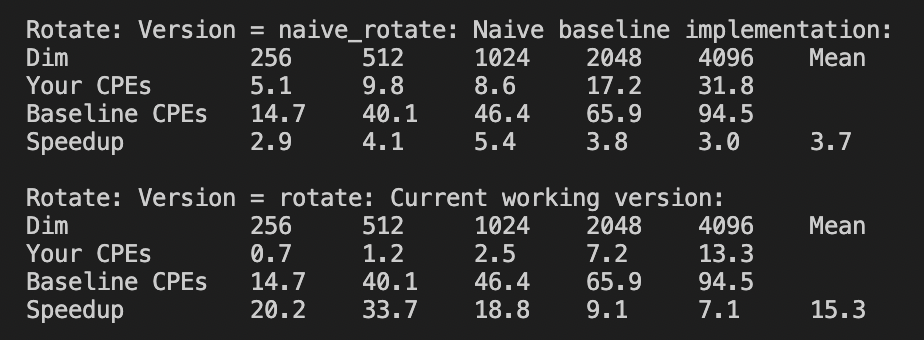 Rotate: Version = naive_rotate: Naive baseline implementation:
Dim 256 512 1024 2048 4096 Mean
Your CPEs 5.1 9.8 8.6 17.2 31.8
Baseline CPEs 14.7 40.1 46.4 65.9 94.5
Speedup 2.9 4.1 5.4 3.8 3.0 3.7
Rotate: Version = rotate: Current working version:
Dim 256 512 1024 2048 4096 Mean
Your CPEs 0.7 1.2 2.5 7.2 13.3
Baseline CPEs 14.7 40.1 46.4 65.9 94.5
Speedup 20.2 33.7 18.8 9.1 7.1 15.3